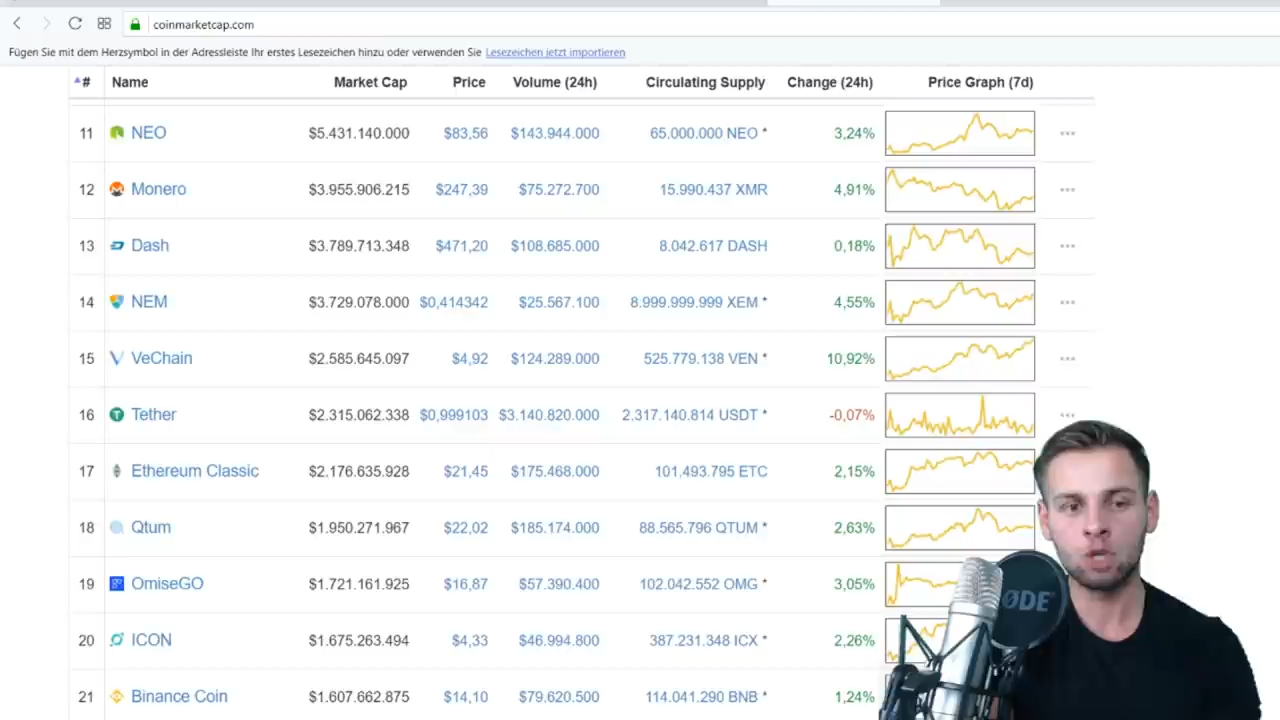 coinmarketcap.com
Fügen Sie mit dem Herzsymbol in der Adressleiste Ihr erstes Lesezeichen hinzu oder verwenden Sie Lesezeichen jetzt importieren
# Name Market Cap Price Volume (24h) Circulating Supply Change (24h) Price Graph (7d)
11 NEO $5.431.140.000 $83,56 $143.944.000 65.000.000 NEO * 3,24%
12 Monero $3.955.906.215 $247,39 $75.272.700 15.990.437 XMR 4,91%
13 Dash $3.789.713.348 $471,20 $108.685.000 8.042.617 DASH 0,18%
14 NEM $3.729.078.000 $0,414342 $25.567.100 8.999.999.999 XEM * 4,55%
15 VeChain $2.585.645.097 $4,92 $124.289.000 525.779.138 VEN * 10,92%
16 Tether $2.315.062.338 $0,999103 $3.140.820.000 2.317.140.814 USDT * -0,07%
17 Ethereum Classic $2.176.635.928 $21,45 $175.468.000 101,493.795 ETC 2,15%
18 Qtum $1.950.271.967 $22,02 $185.174.000 88.565.796 QTUM * 2,63%
19 OmiseGO $1.721.161.925 $16,87 $57.390.400 102.042.552 OMG * 3,05%
20 ICON $1.675.263.494 $4,33 $46.994.800 387.231.348 ICX * 2,26%
21 Binance Coin $1.607.662.875 $14,10 $79.620.500 114.041.290 BNB * 1,24%
RØDE